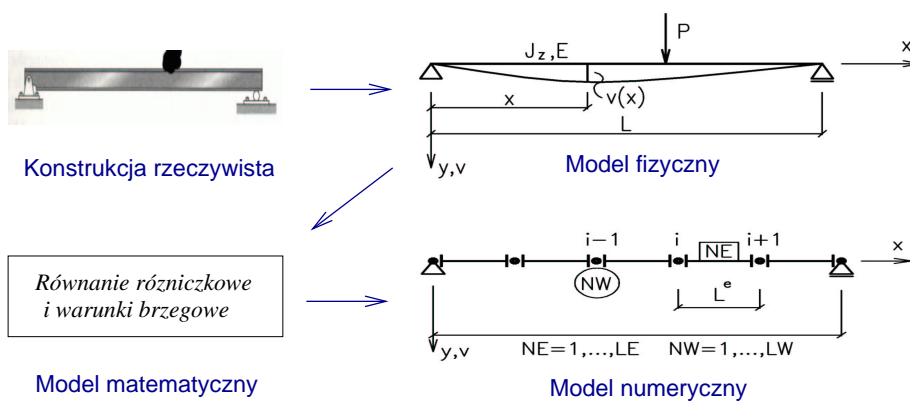 P
J_z,E
x
x
v(x)
L
y,v
Konstrukcja rzeczywista
Model fizyczny
i-1
i
i+1
NE
x
NW
L^e
Równanie rózniczkowe
i warunki brzegowe
y,v
NE=1,...,LE NW=1,...,LW
Model matematyczny
Model numeryczny